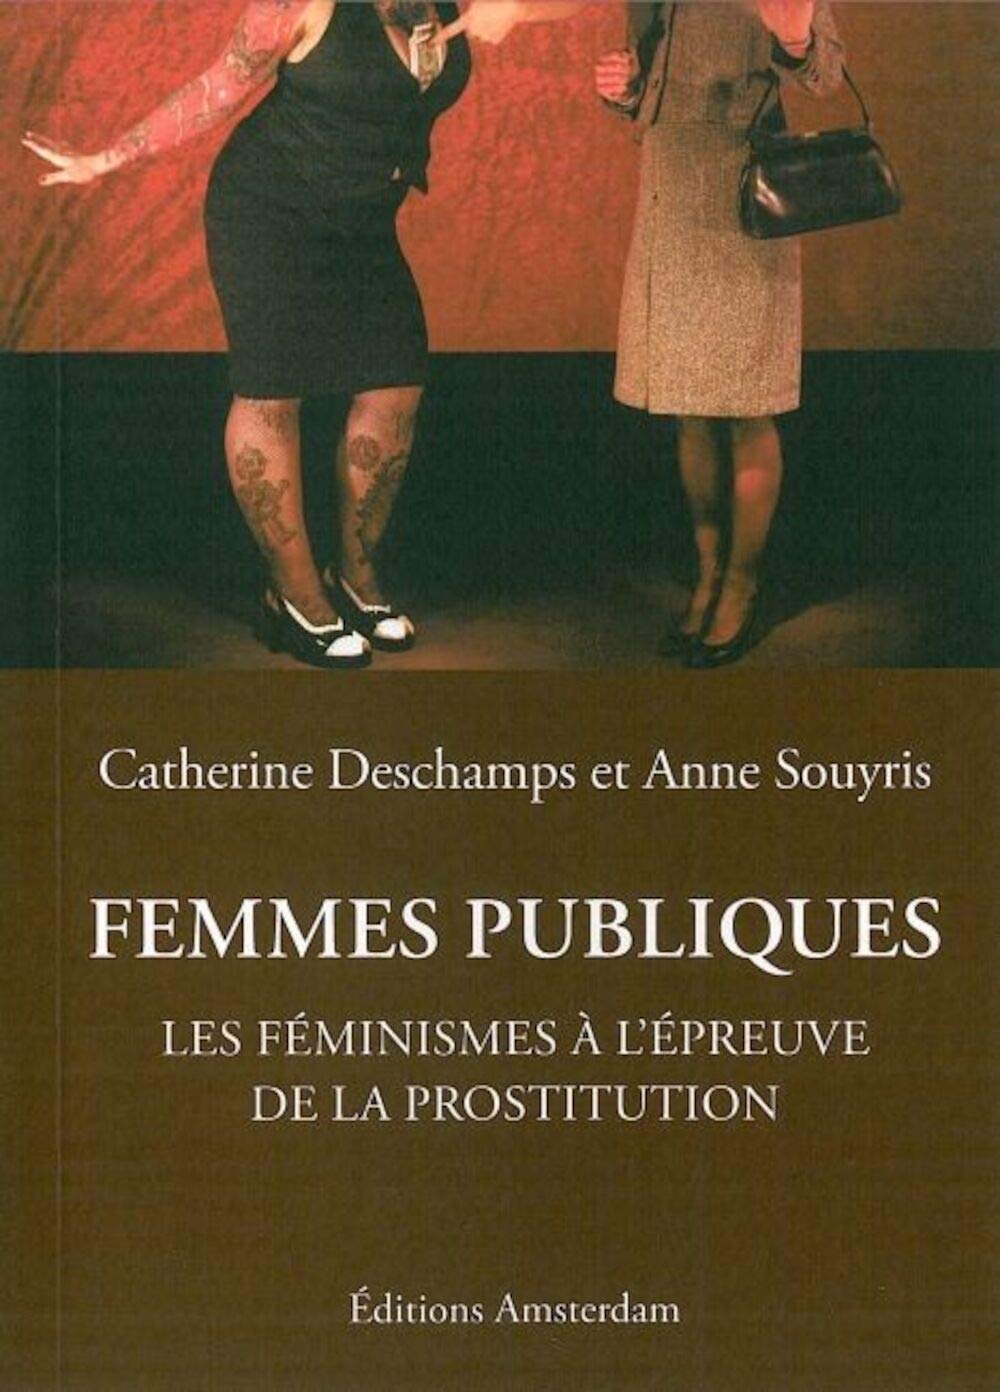 Catherine Deschamps et Anne Souyris
FEMMES PUBLIQUES
LES FÉMINISMES À L'ÉPREUVE
DE LA PROSTITUTION
Éditions Amsterdam